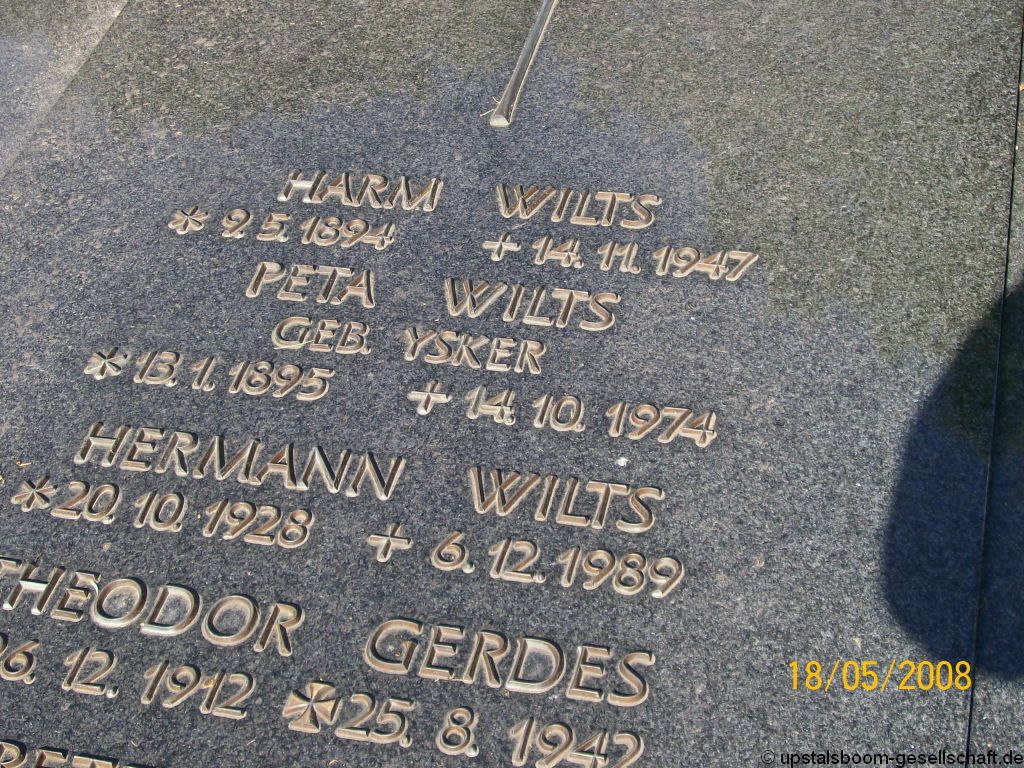 HARM WILTS
* 9.5.1894 + 14.11.1947
PETA WILTS
GEB. YSKER
* 13.1.1895 + 14.10.1974
HERMANN WILTS
* 20.10.1928 + 6.12.1989
THEODOR GERDES
26.12.1912 ✠ 25.8.1942
18/05/2008
© upstalsboom-gesellschaft.de